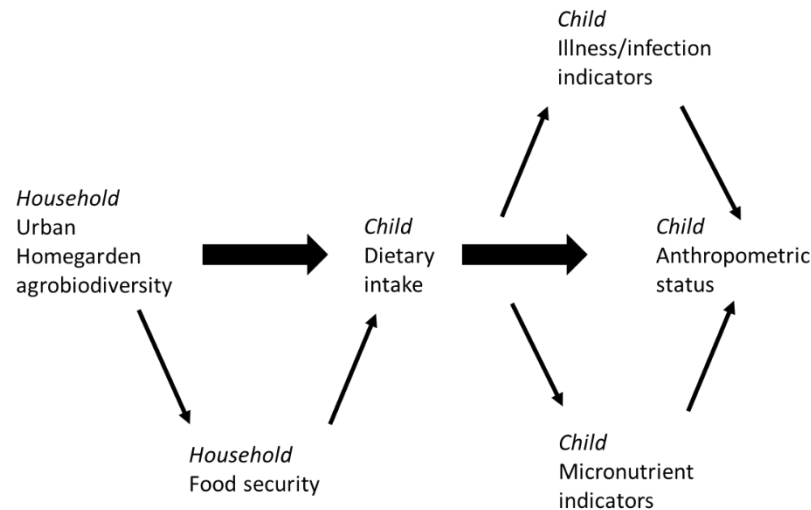 Child
Illness/infection
indicators
Household
Urban
Homegarden
agrobiodiversity
Child
Dietary
intake
Child
Anthropometric
status
Household
Food security
Child
Micronutrient
indicators